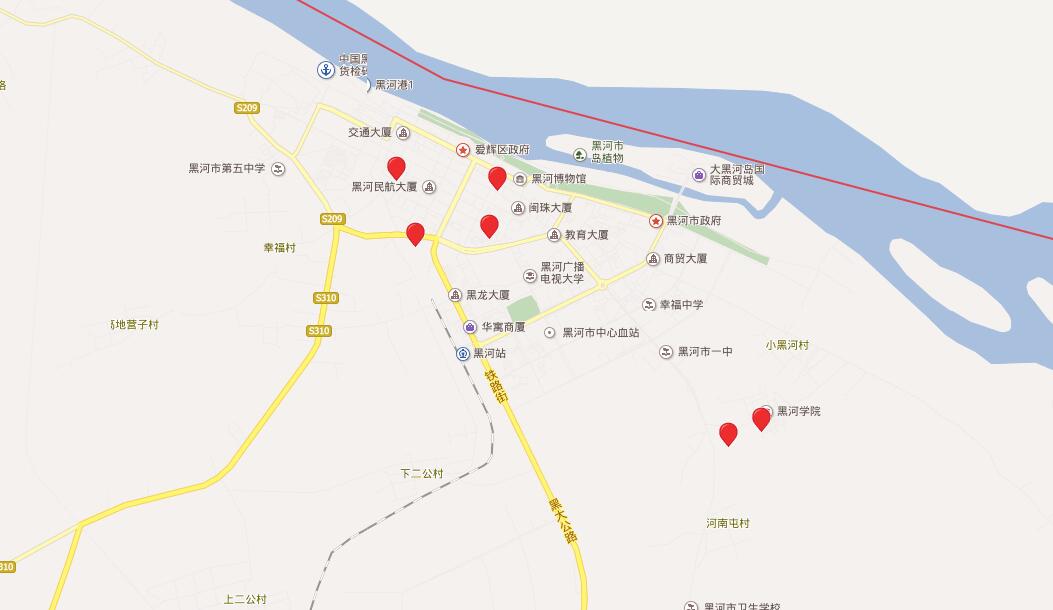 中国黑
货检码
黑河港1
路
S209
交通大厦
爱辉区政府
黑河市
岛植物
黑河市第五中学
大黑河岛国
际商贸城
黑河民航大厦
黑河博物馆
闽珠大厦
S209
黑河市政府
教育大厦
幸福村
商贸大厦
黑河广播
电视大学
S310
黑龙大厦
幸福中学
高地营子村
S310
华寓商厦
黑河市中心血站
小黑河村
黑河站
黑河市一中
铁路街
黑河学院
下二公村
黑大公路
河南屯村
310
上二公村
黑河市卫生学校